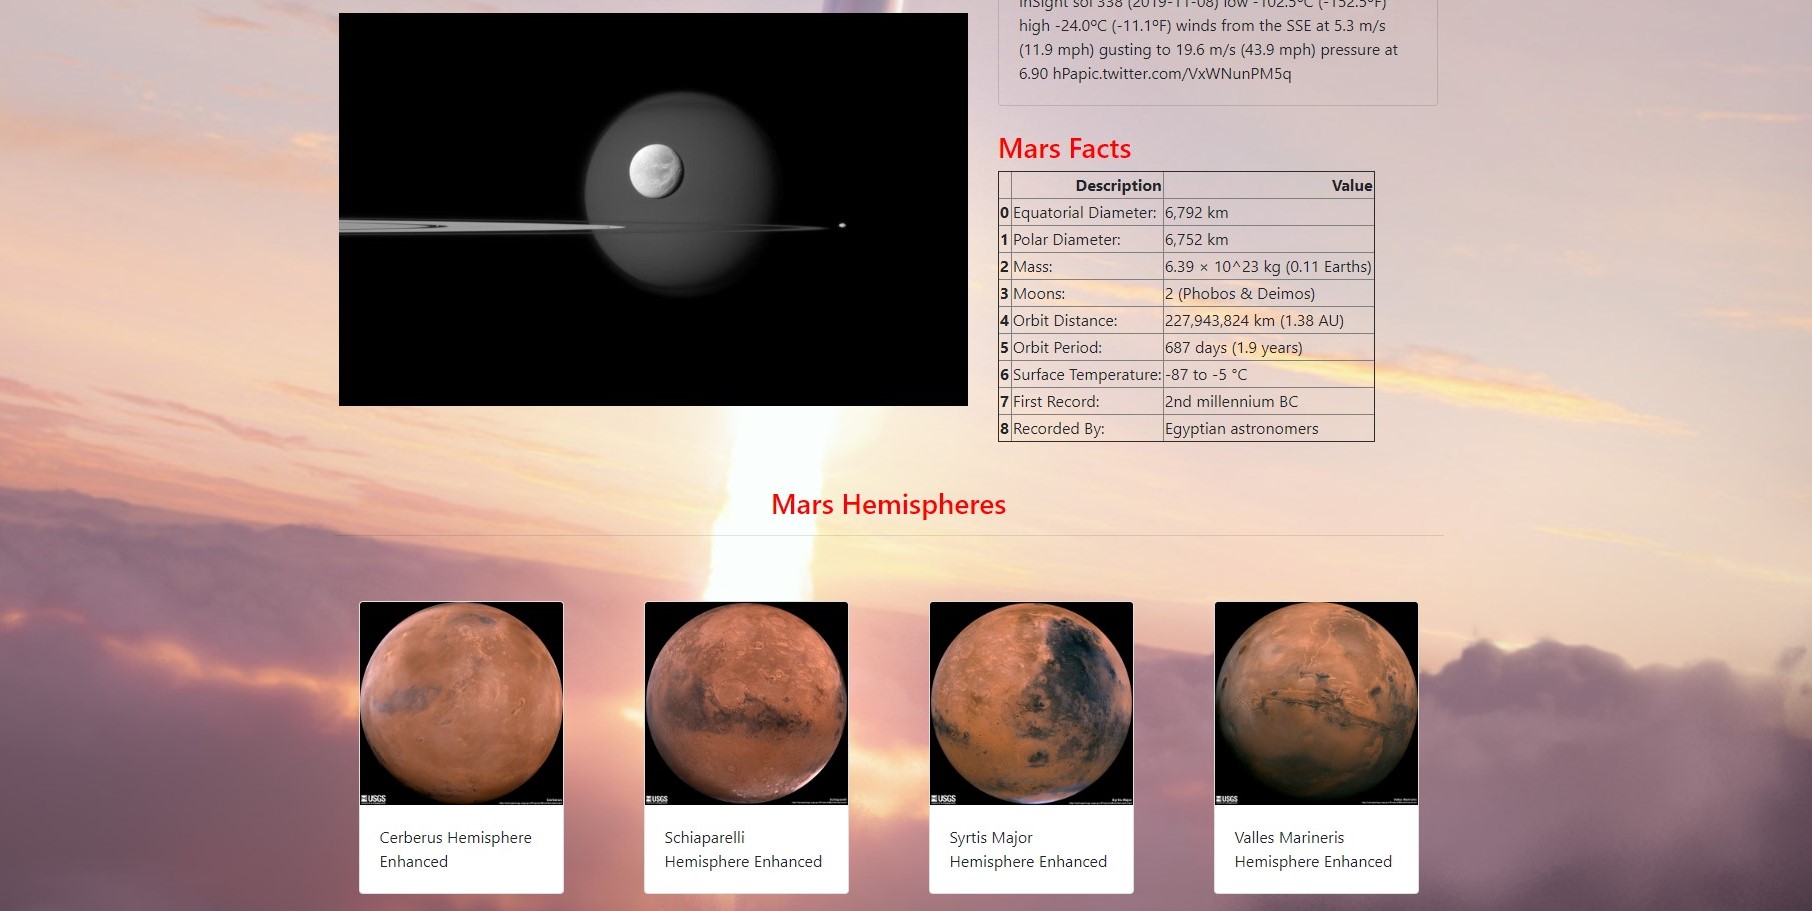 InSight sol 338 (2019-11-08) low -102.5ºC (-152.5ºF)
high -24.0ºC (-11.1ºF) winds from the SSE at 5.3 m/s
(11.9 mph) gusting to 19.6 m/s (43.9 mph) pressure at
6.90 hPapic.twitter.com/VxWNunPM5q
Mars Facts
Description Value
0 Equatorial Diameter: 6,792 km
1 Polar Diameter: 6,752 km
2 Mass: 6.39 × 10^23 kg (0.11 Earths)
3 Moons: 2 (Phobos & Deimos)
4 Orbit Distance: 227,943,824 km (1.38 AU)
5 Orbit Period: 687 days (1.9 years)
6 Surface Temperature: -87 to -5 °C
7 First Record: 2nd millennium BC
8 Recorded By: Egyptian astronomers
Mars Hemispheres
USGS
USGS
USGS
USGS
Cerberus Hemisphere
Enhanced
Schiaparelli
Hemisphere Enhanced
Syrtis Major
Hemisphere Enhanced
Valles Marineris
Hemisphere Enhanced